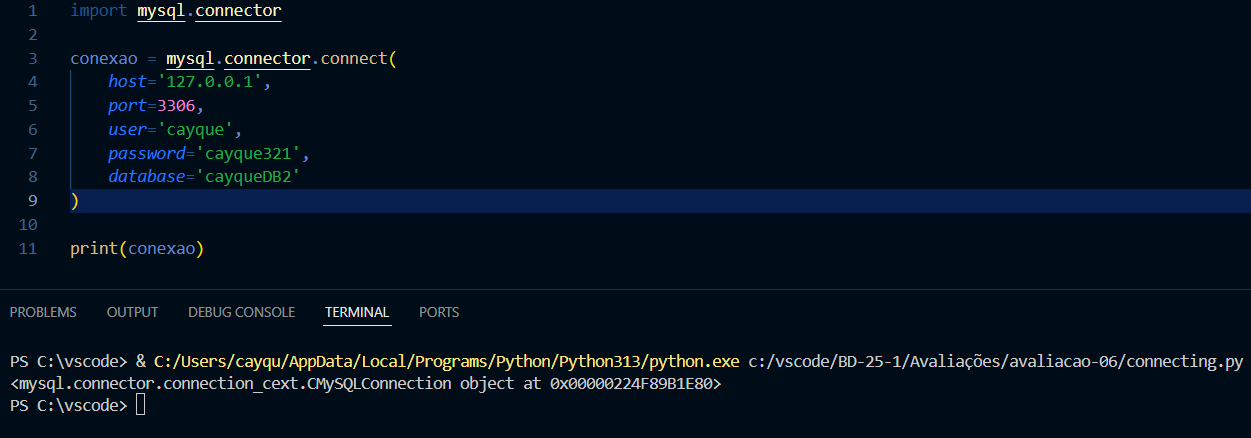 1 import mysql.connector
2
3 conexao = mysql.connector.connect(
4 host='127.0.0.1',
5 port=3306,
6 user='cayque',
7 password='cayque321',
8 database='cayqueDB2'
9 )
10
11 print(conexao)
PROBLEMS OUTPUT DEBUG CONSOLE TERMINAL PORTS
PS C:\vscode> & C:/Users/cayqu/AppData/Local/Programs/Python/Python313/python.exe c:/vscode/BD-25-1/Avaliações/avaliacao-06/connecting.py
<mysql.connector.connection_cext.CMySQLConnection object at 0x00000224F89B1E80>
PS C:\vscode>